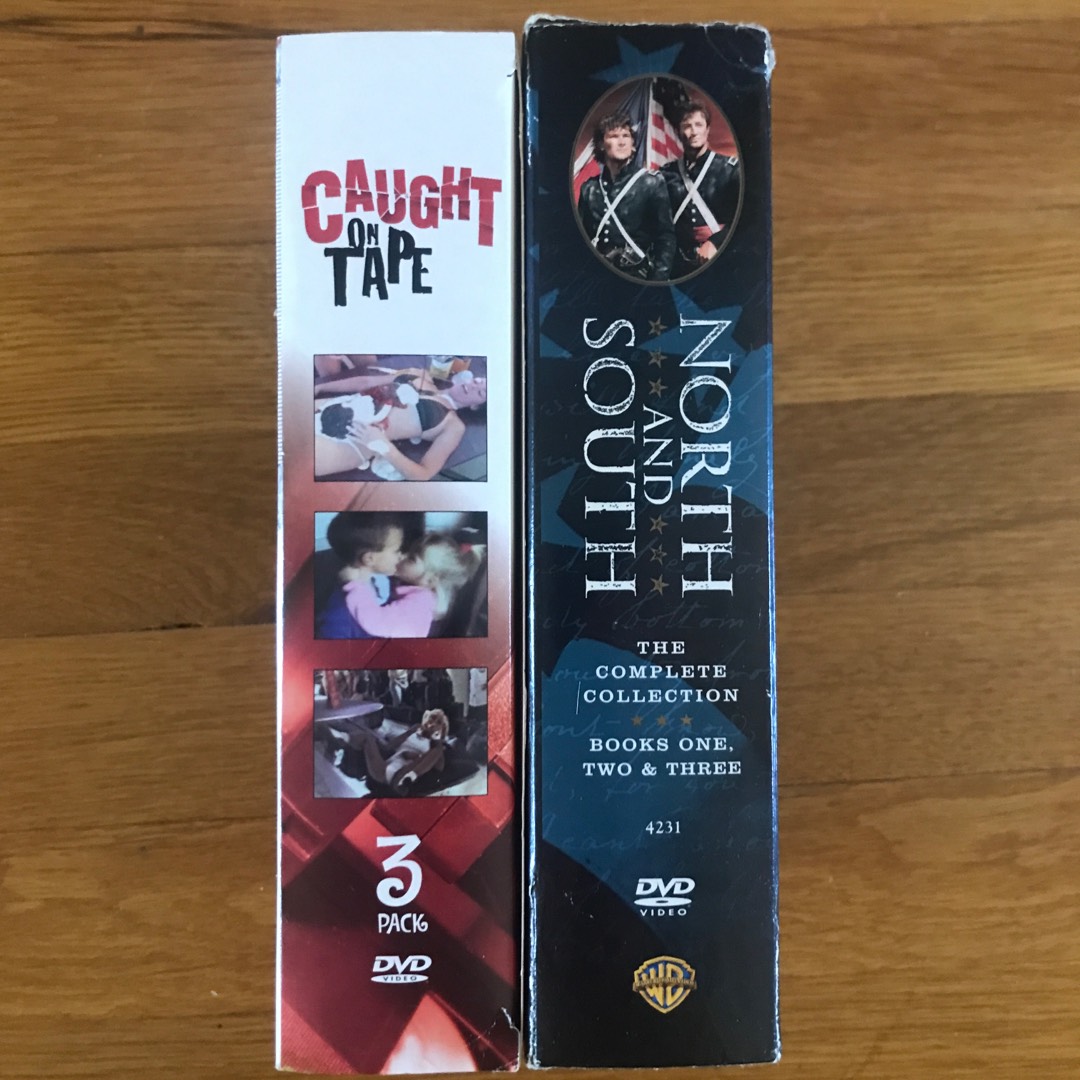 CAUGHT
ON
TAPE
3
PACK
DVD
VIDEO
NORTH
AND
SOUTH
THE
COMPLETE
COLLECTION
BOOKS ONE,
TWO & THREE
4231
DVD
VIDEO
WB